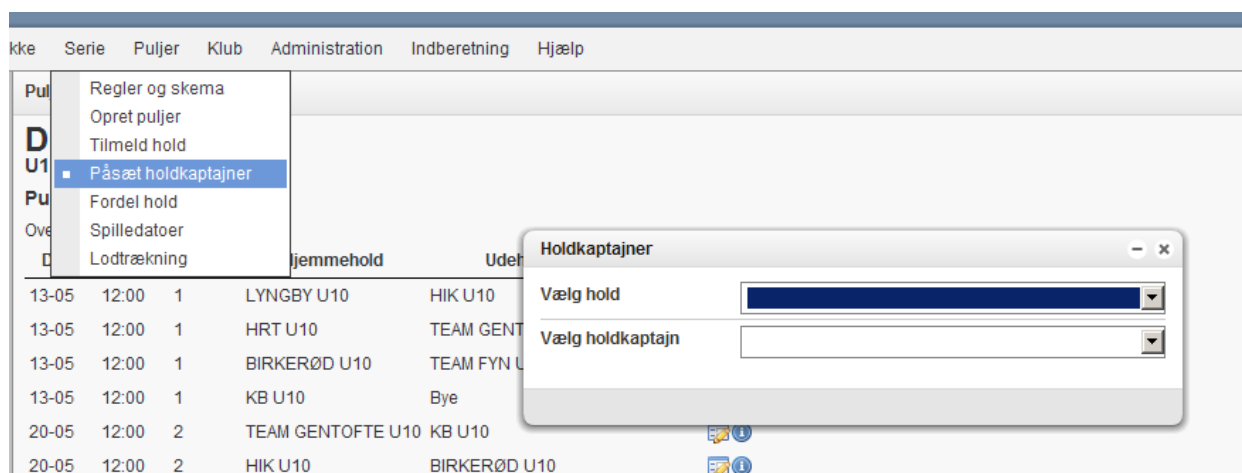 kke Serie Puljer Klub Administration Indberetning Hjælp
Pul
Regler og skema
Opret puljer
Tilmeld hold
Påsæt holdkaptajner
Fordel hold
Spilledatoer
Lodtrækning
D
U1
Pu
Ove
D jemmehold Udeh
13-05 12:00 1 LYNGBY U10 HIK U10
13-05 12:00 1 HRT U10 TEAM GENT
13-05 12:00 1 BIRKERØD U10 TEAM FYN U
13-05 12:00 1 KB U10 Bye
20-05 12:00 2 TEAM GENTOFTE U10 KB U10
20-05 12:00 2 HIK U10 BIRKERØD U10
Holdkaptajner
Vælg hold
Vælg holdkaptajn